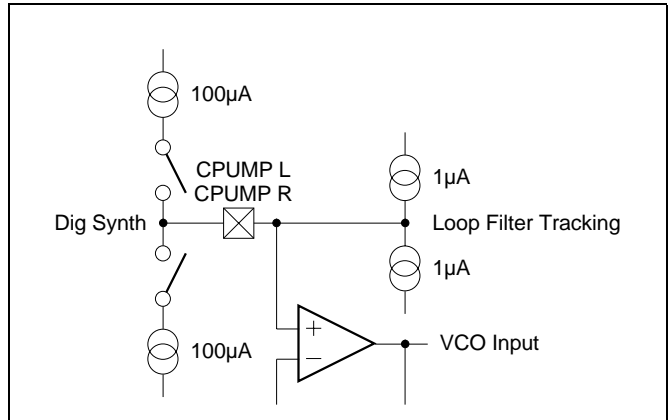 100µA
CPUMP L
CPUMP R
1µA
Dig Synth
Loop Filter Tracking
1µA
+
−
VCO Input
100µA